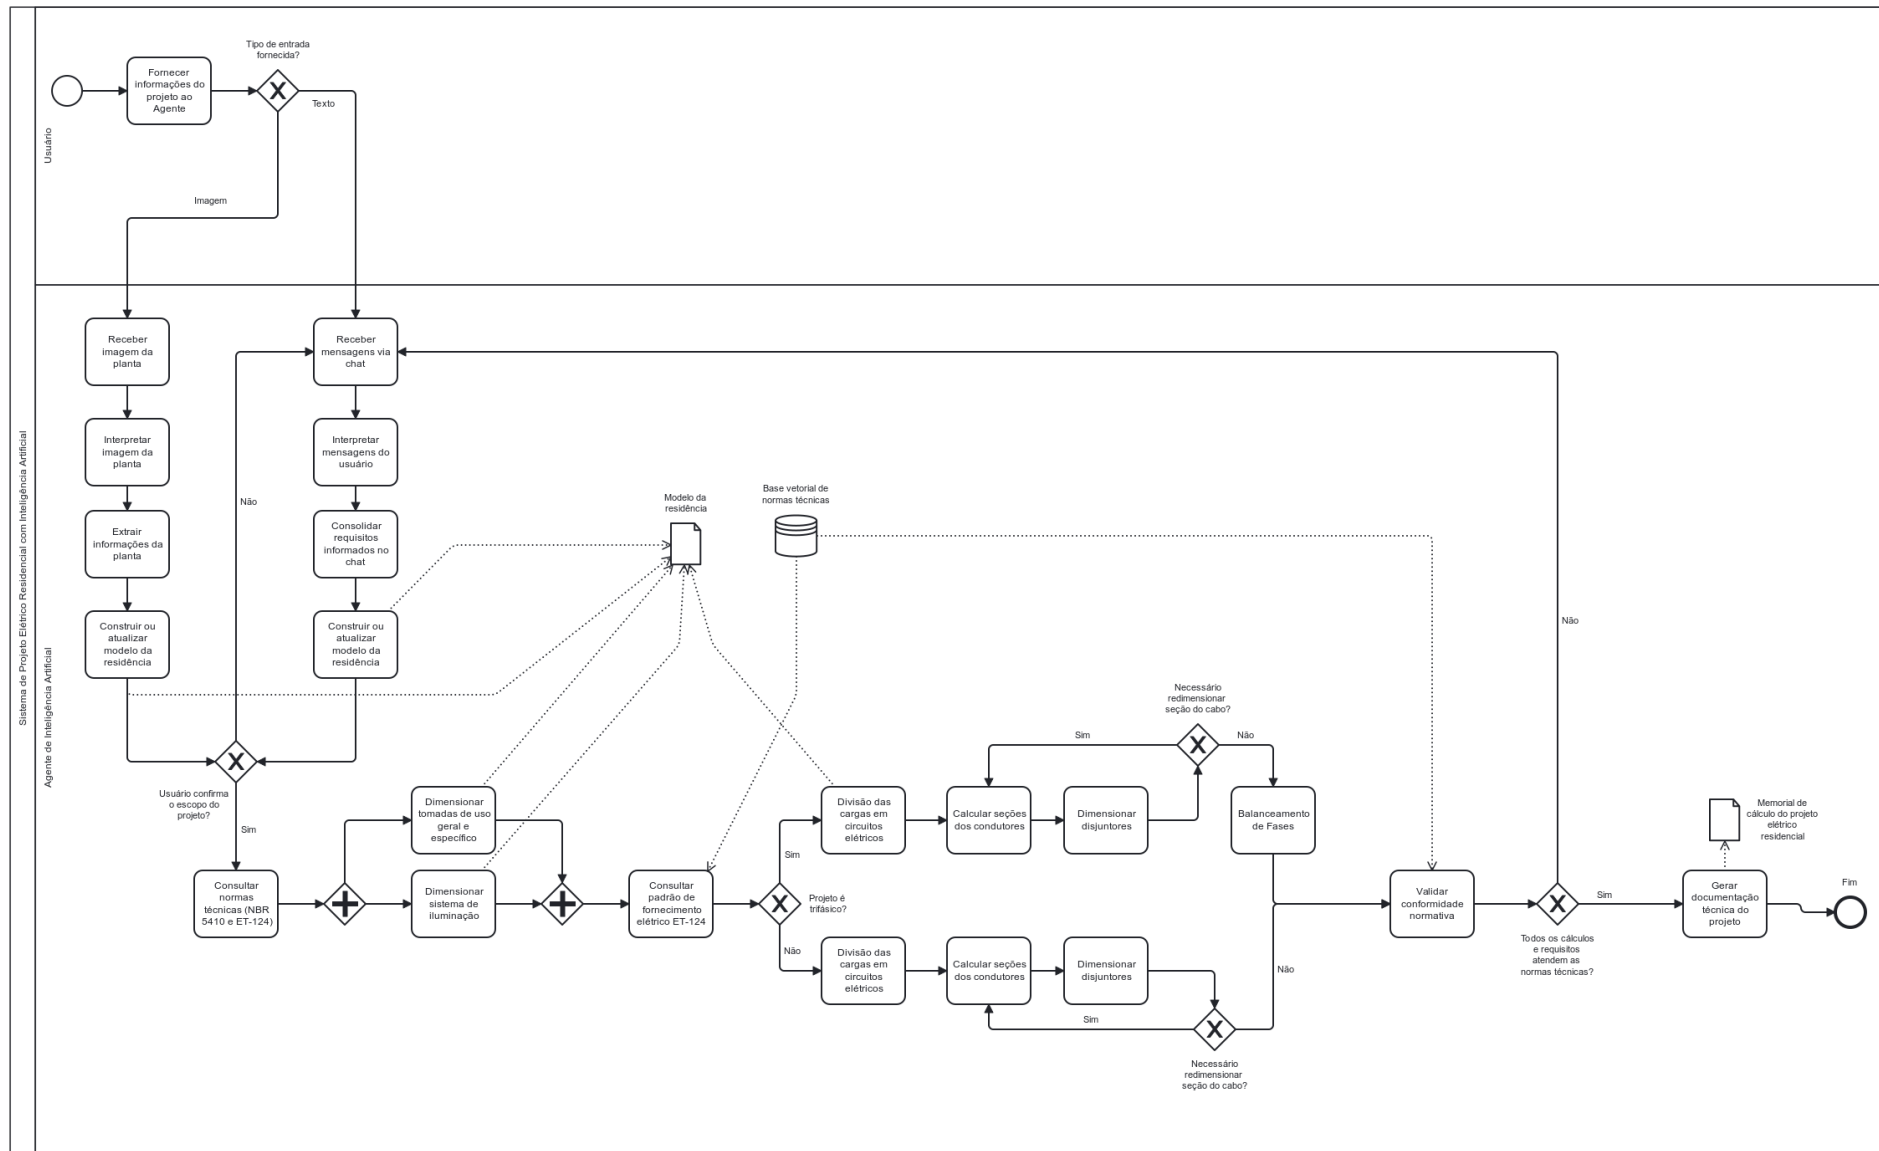 Sistema de Projeto Elétrico Residencial com Inteligência Artificial
Usuário
Fornecer
informações do
projeto ao
Agente
Tipo de entrada
fornecida?
Texto
Imagem
Agente de Inteligência Artificial
Receber
imagem da
planta
Receber
mensagens via
chat
Interpretar
imagem da
planta
Interpretar
mensagens do
usuário
Não
Extrair
informações da
planta
Consolidar
requisitos
informados no
chat
Construir ou
atualizar
modelo da
residência
Construir ou
atualizar
modelo da
residência
Modelo da
residência
Base vetorial de
normas técnicas
Usuário confirma
o escopo do
projeto?
Sim
Consultar
normas
técnicas (NBR
5410 e ET-124)
Dimensionar
tomadas de uso
geral e
específico
Dimensionar
sistema de
iluminação
Consultar
padrão de
fornecimento
elétrico ET-124
Projeto é
trifásico?
Sim
Divisão das
cargas em
circuitos
elétricos
Calcular seções
dos condutores
Dimensionar
disjuntores
Necessário
redimensionar
seção do cabo?
Sim
Não
Balanceamento
de Fases
Não
Divisão das
cargas em
circuitos
elétricos
Calcular seções
dos condutores
Dimensionar
disjuntores
Sim
Não
Necessário
redimensionar
seção do cabo?
Validar
conformidade
normativa
Não
Todos os cálculos
e requisitos
atendem as
normas técnicas?
Sim
Gerar
documentação
técnica do
projeto
Memorial de
cálculo do projeto
elétrico
residencial
Fim